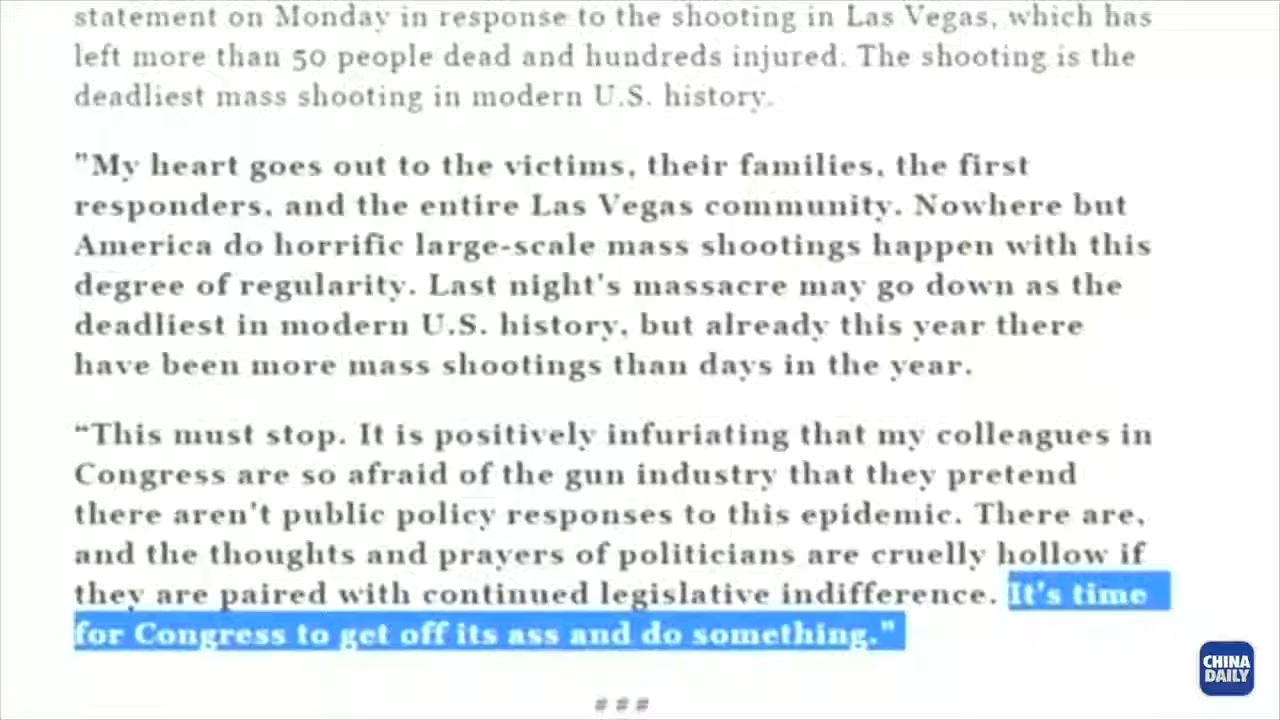 statement on Monday in response to the shooting in Las Vegas, which has
left more than 50 people dead and hundreds injured. The shooting is the
deadliest mass shooting in modern U.S. history.
"My heart goes out to the victims, their families, the first
responders, and the entire Las Vegas community. Nowhere but
America do horrific large-scale mass shootings happen with this
degree of regularity. Last night's massacre may go down as the
deadliest in modern U.S. history, but already this year there
have been more mass shootings than days in the year.
“This must stop. It is positively infuriating that my colleagues in
Congress are so afraid of the gun industry that they pretend
there aren't public policy responses to this epidemic. There are,
and the thoughts and prayers of politicians are cruelly hollow if
they are paired with continued legislative indifference. It's time
for Congress to get off its ass and do something."
###
CHINA
DAILY